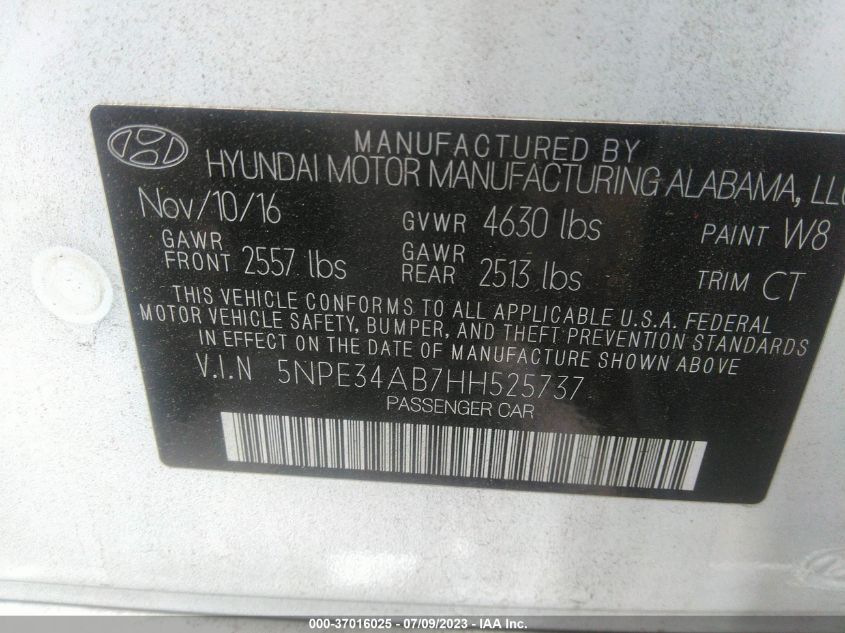 MANUFACTURED BY
HYUNDAI MOTOR MANUFACTURING ALABAMA, LLC
Nov/10/16 GVWR 4630 lbs PAINT W8
GAWR FRONT 2557 lbs GAWR REAR 2513 lbs TRIM CT
THIS VEHICLE CONFORMS TO ALL APPLICABLE U.S.A. FEDERAL
MOTOR VEHICLE SAFETY, BUMPER, AND THEFT PREVENTION STANDARDS
IN EFFECT ON THE DATE OF MANUFACTURE SHOWN ABOVE
V.I.N 5NPE34AB7HH525737
PASSENGER CAR
000-37016025 - 07/09/2023 - IAA Inc.